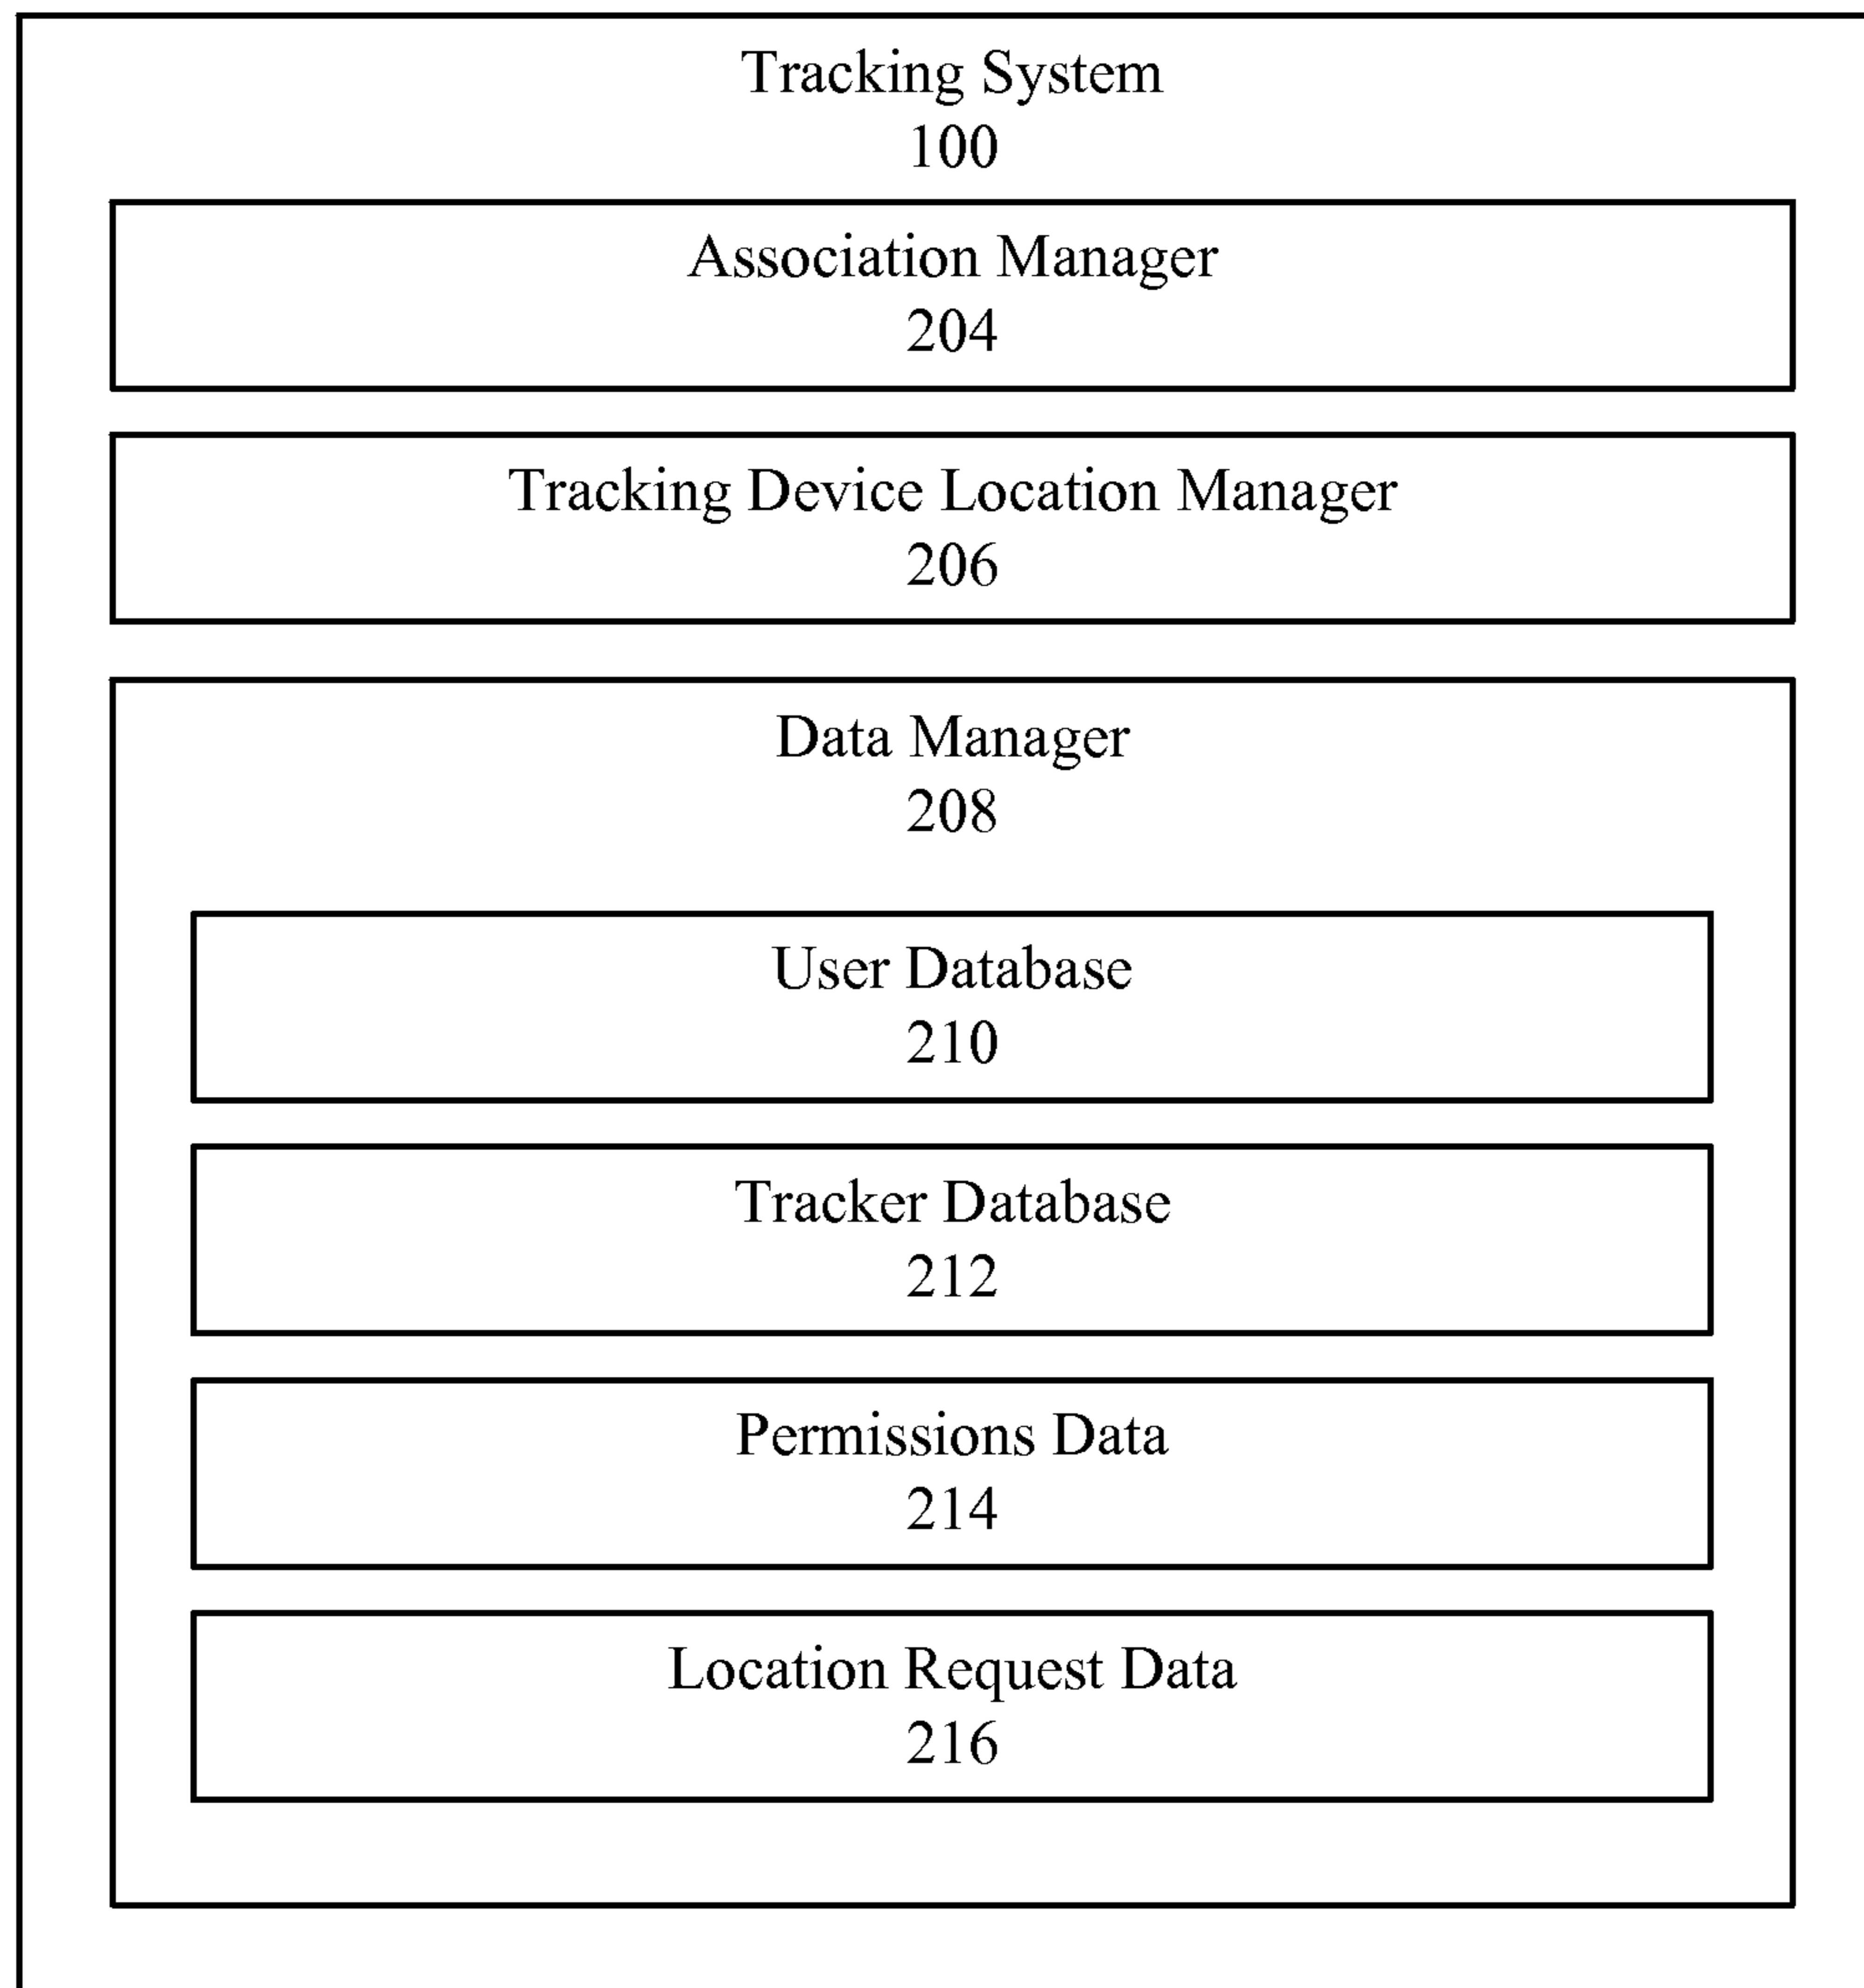 Tracking System
100
Association Manager
204
Tracking Device Location Manager
206
Data Manager
208
User Database
210
Tracker Database
212
Permissions Data
214
Location Request Data
216